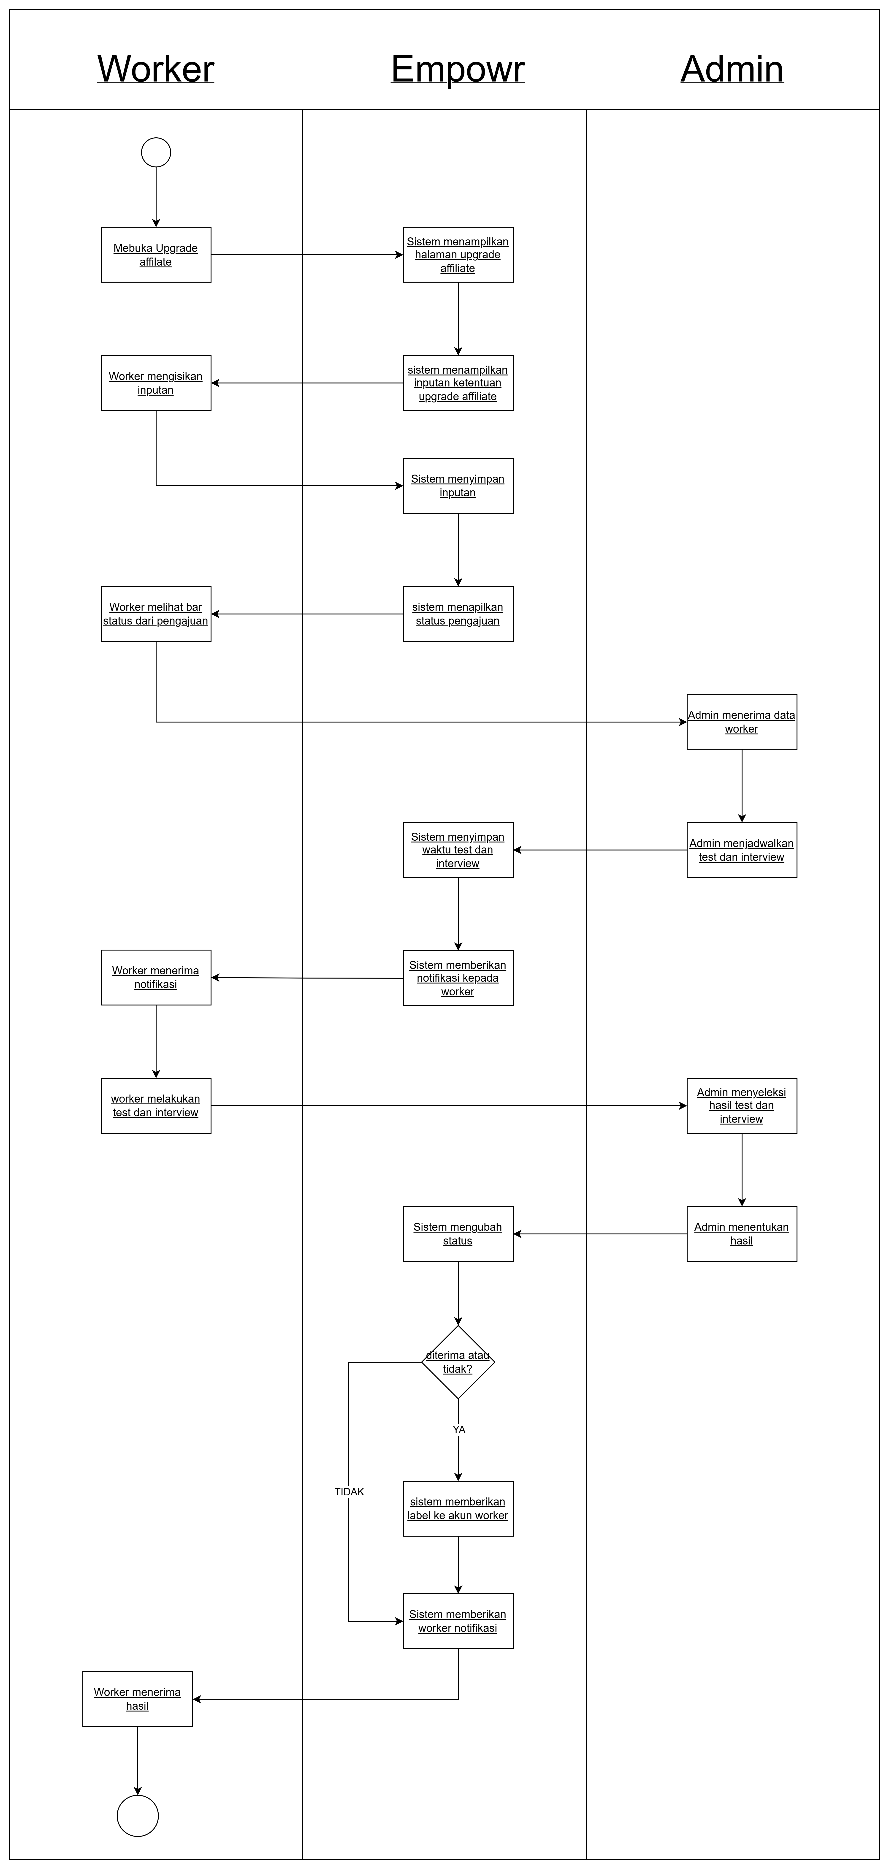 Worker
Empowr
Admin
Mebuka Upgrade
affilate
Sistem menampilkan
halaman upgrade
affiliate
sistem menampilkan
inputan ketentuan
upgrade affiliate
Worker mengisikan
inputan
Sistem menyimpan
inputan
sistem menapilkan
status pengajuan
Worker melihat bar
status dari pengajuan
Admin menerima data
worker
Admin menjadwalkan
test dan interview
Sistem menyimpan
waktu test dan
interview
Sistem memberikan
notifikasi kepada
worker
Worker menerima
notifikasi
worker melakukan
test dan interview
Admin menyeleksi
hasil test dan
interview
Admin menentukan
hasil
Sistem mengubah
status
diterima atau
tidak?
YA
TIDAK
sistem memberikan
label ke akun worker
Sistem memberikan
worker notifikasi
Worker menerima
hasil